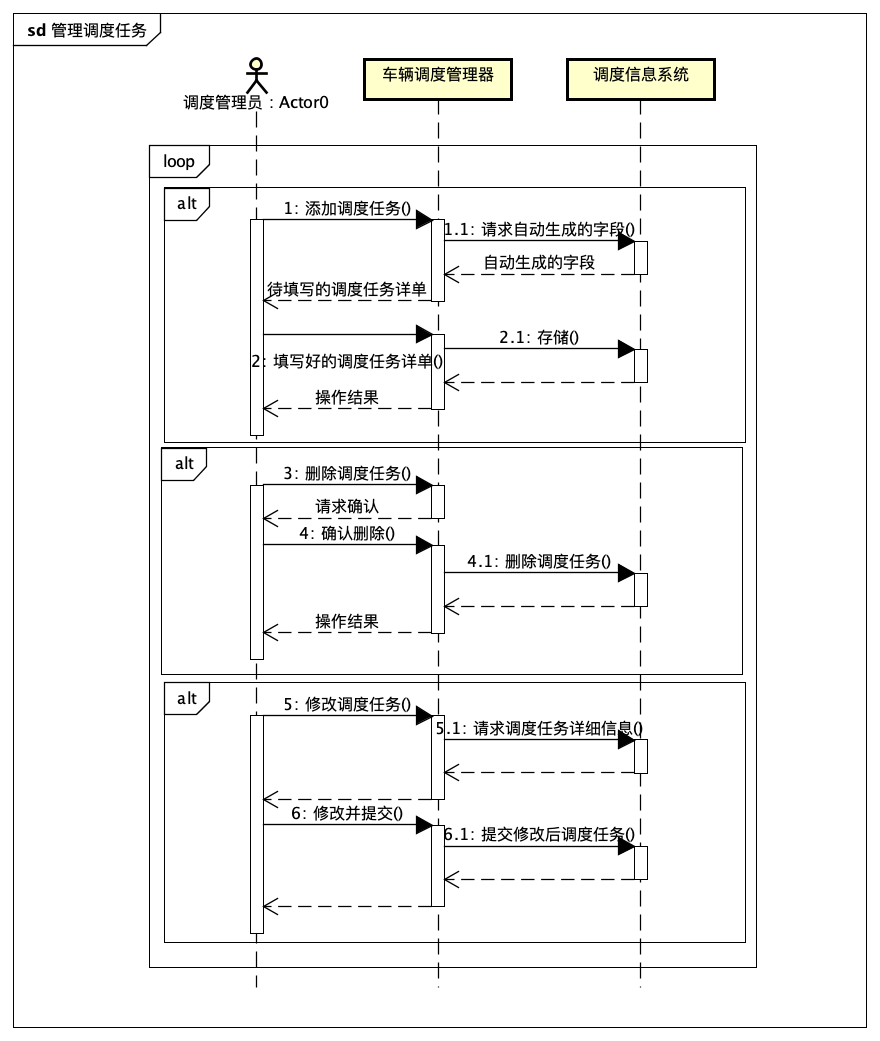 sd 管理调度任务
调度管理员 : Actor0
车辆调度管理器
调度信息系统
loop
alt
1: 添加调度任务()
1.1: 请求自动生成的字段()
自动生成的字段
待填写的调度任务详单
2.1: 存储()
2: 填写好的调度任务详单()
操作结果
alt
3: 删除调度任务()
请求确认
4: 确认删除()
4.1: 删除调度任务()
操作结果
alt
5: 修改调度任务()
5.1: 请求调度任务详细信息()
6: 修改并提交()
6.1: 提交修改后调度任务()